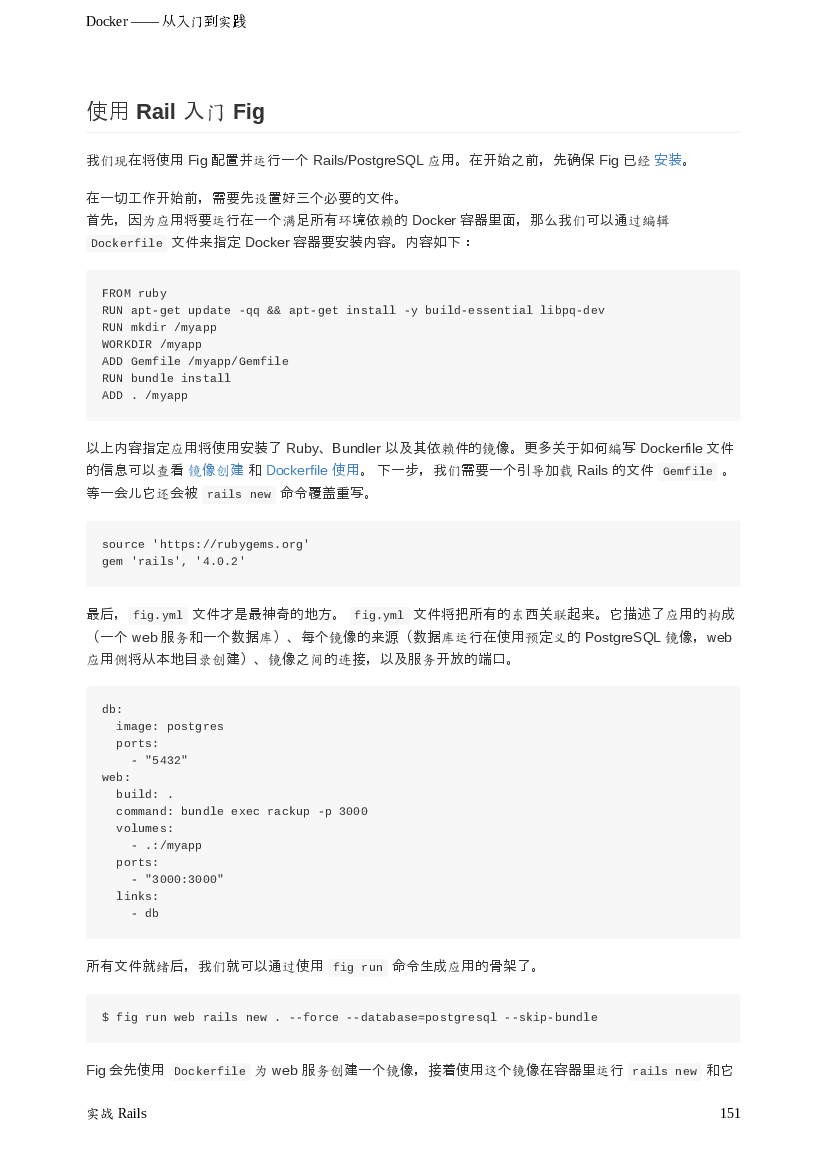 Docker —— 从入门到实践
使用 Rail 入门 Fig
我们现在将使用 Fig 配置并运行一个 Rails/PostgreSQL 应用。在开始之前，先确保 Fig 已经 安装。
在一切工作开始前，需要先设置好三个必要的文件。
首先，因为应用将要运行在一个满足所有环境依赖的 Docker 容器里面，那么我们可以通过编辑
Dockerfile 文件来指定 Docker 容器要安装内容。内容如下：
FROM ruby
RUN apt-get update -qq && apt-get install -y build-essential libpq-dev
RUN mkdir /myapp
WORKDIR /myapp
ADD Gemfile /myapp/Gemfile
RUN bundle install
ADD . /myapp
以上内容指定应用将使用安装了 Ruby、Bundler 以及其依赖件的镜像。更多关于如何编写 Dockerfile 文件
的信息可以查看 镜像创建 和 Dockerfile 使用。 下一步，我们需要一个引导加载 Rails 的文件 Gemfile 。
等一会儿它还会被 rails new 命令覆盖重写。
source 'https://rubygems.org'
gem 'rails', '4.0.2'
最后， fig.yml 文件才是最神奇的地方。 fig.yml 文件将把所有的东西关联起来。它描述了应用的构成
（一个 web 服务和一个数据库）、每个镜像的来源（数据库运行在使用预定义的 PostgreSQL 镜像，web
应用侧将从本地目录创建）、镜像之间的连接，以及服务开放的端口。
db:
  image: postgres
  ports:
    - "5432"
web:
  build: .
  command: bundle exec rackup -p 3000
  volumes:
    - .:/myapp
  ports:
    - "3000:3000"
  links:
    - db
所有文件就绪后，我们就可以通过使用 fig run 命令生成应用的骨架了。
$ fig run web rails new . --force --database=postgresql --skip-bundle
Fig 会先使用 Dockerfile 为 web 服务创建一个镜像，接着使用这个镜像在容器里运行 rails new 和它
实战 Rails
151